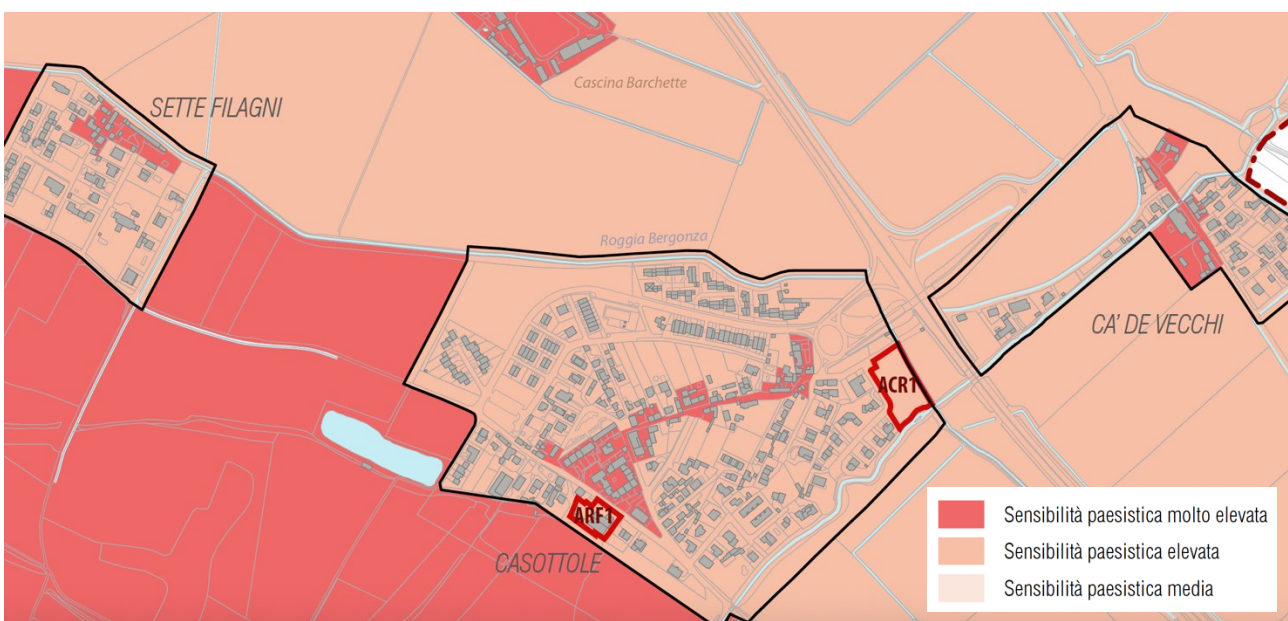 Cascina Barchette
SETTE FILAGNI
Roggia Bergonza
CA' DE VECCHI
ACR1
ARF1
CASOTTOLE
Sensibilità paesistica molto elevata
Sensibilità paesistica elevata
Sensibilità paesistica media